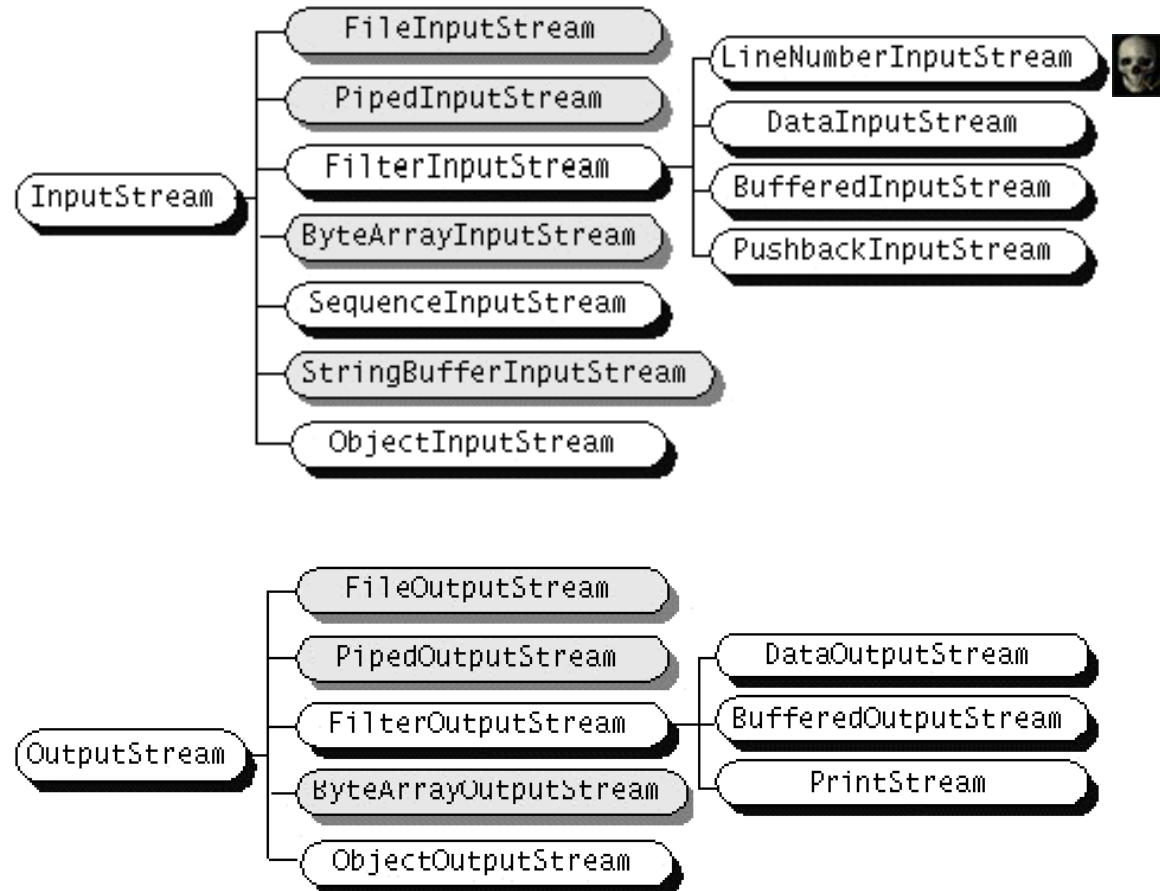 FileInputStream
LineNumberInputStream
PipedInputStream
DataInputStream
FilterInputStream
BufferedInputStream
InputStream
ByteArrayInputStream
PushbackInputStream
SequenceInputStream
StringBufferInputStream
ObjectInputStream
FileOutputStream
PipedOutputStream
DataOutputStream
FilterOutputStream
BufferedOutputStream
OutputStream
ByteArrayOutputStream
PrintStream
ObjectOutputStream